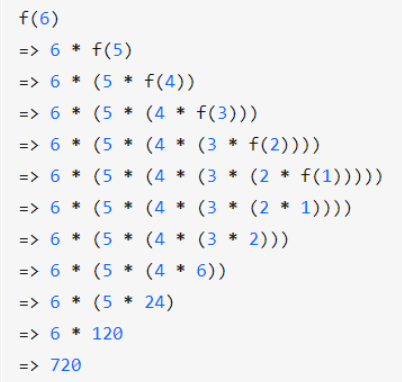 f(6)
=> 6 * f(5)
=> 6 * (5 * f(4))
=> 6 * (5 * (4 * f(3)))
=> 6 * (5 * (4 * (3 * f(2))))
=> 6 * (5 * (4 * (3 * (2 * f(1)))))
=> 6 * (5 * (4 * (3 * (2 * 1))))
=> 6 * (5 * (4 * (3 * 2)))
=> 6 * (5 * (4 * 6))
=> 6 * (5 * 24)
=> 6 * 120
=> 720